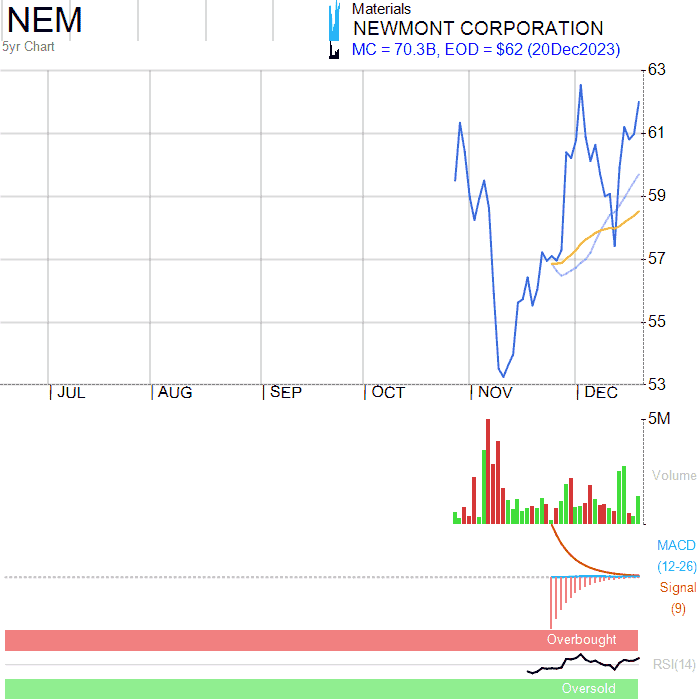 NEM
5yr Chart
Materials
NEWMONT CORPORATION
MC = 70.3B, EOD = $62 (20Dec2023)
63
61
59
57
55
53
JUL AUG SEP OCT NOV DEC
5M
Volume
MACD
(12-26)
Signal
(9)
Overbought
RSI(14)
Oversold